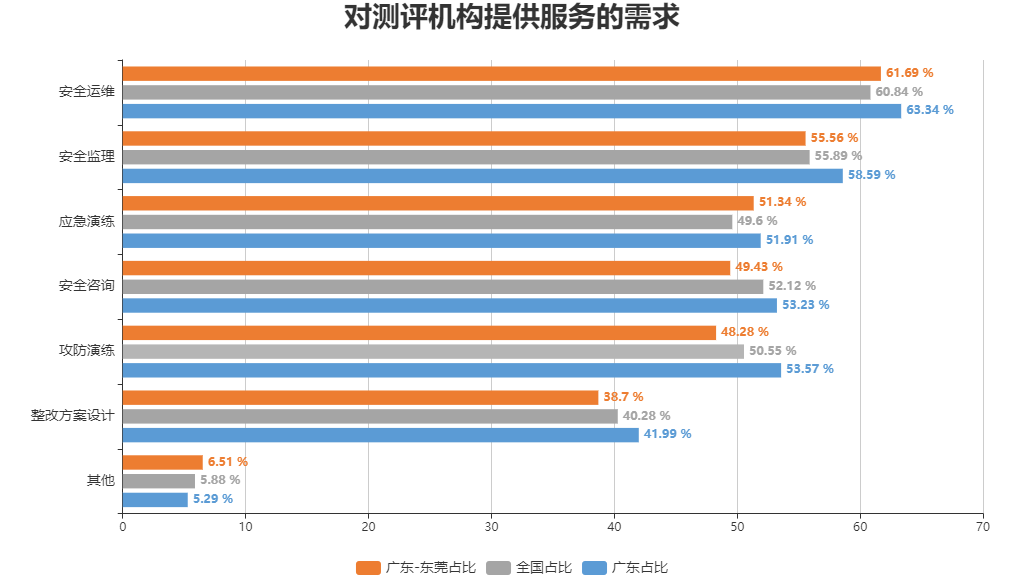 对测评机构提供服务的需求
安全运维
61.69 %
60.84 %
63.34 %
安全监理
55.56 %
55.89 %
58.59 %
应急演练
51.34 %
49.6 %
51.91 %
安全咨询
49.43 %
52.12 %
53.23 %
攻防演练
48.28 %
50.55 %
53.57 %
整改方案设计
38.7 %
40.28 %
41.99 %
其他
6.51 %
5.88 %
5.29 %
0 10 20 30 40 50 60 70
广东-东莞占比 全国占比 广东占比